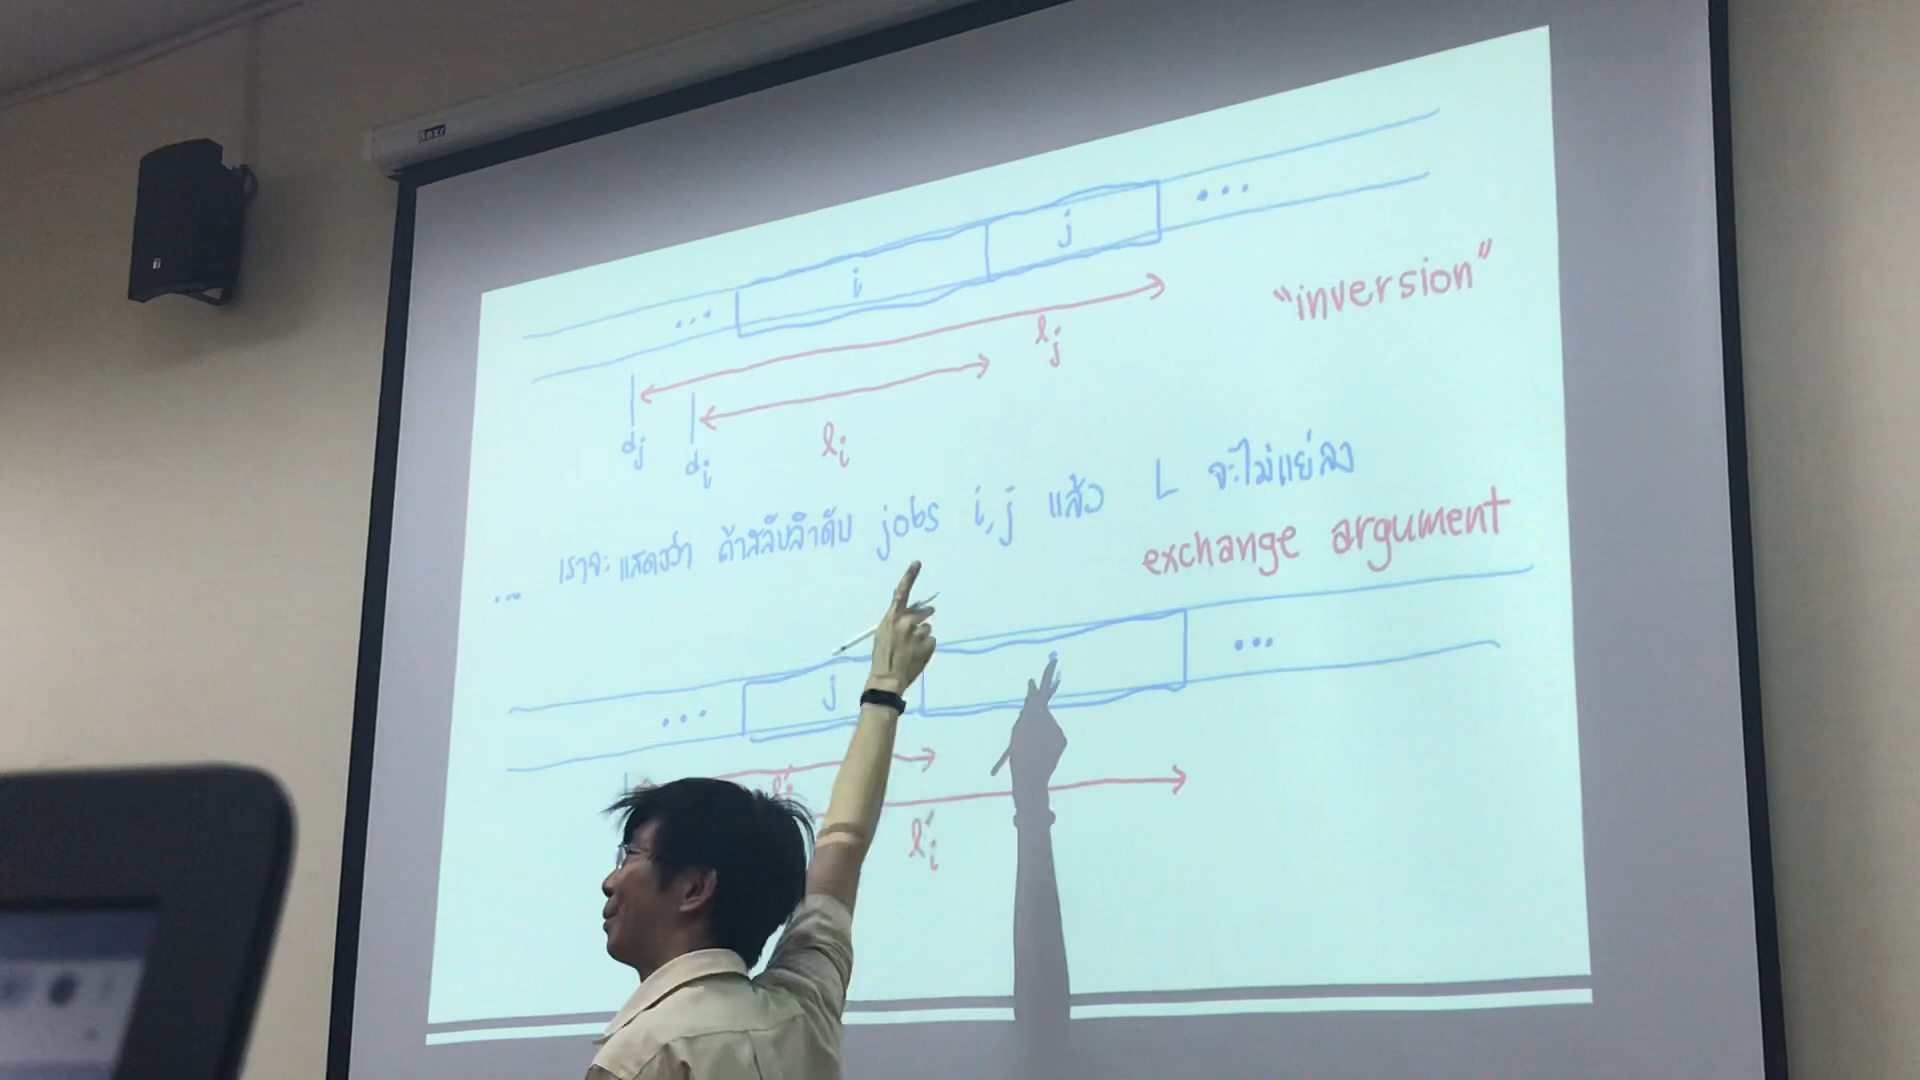 i j ...
"inversion"
...
ℓj
dj di ℓi
... เราจะแสดงว่า ถ้าสลับลำดับ jobs i,j แล้ว L จะไม่แย่ลง
exchange argument
... j i ...
ℓ'i